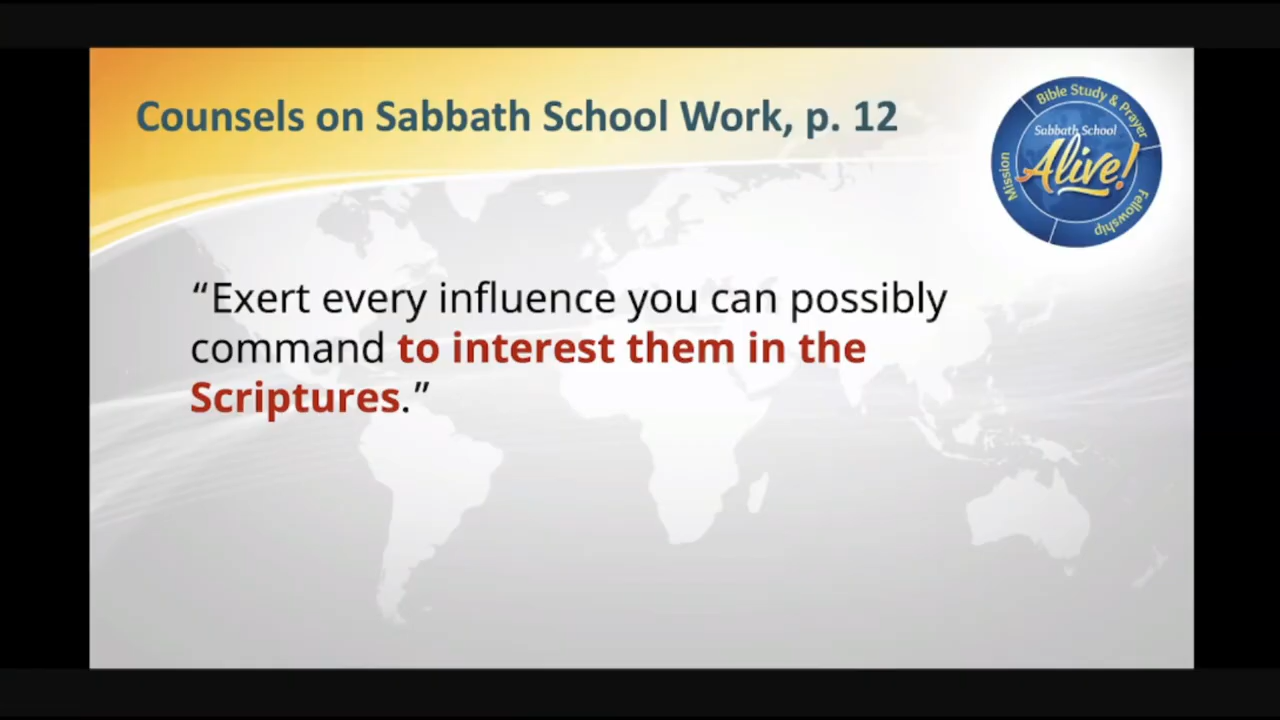 Counsels on Sabbath School Work, p. 12
Bible Study & Prayer
Sabbath School
Alive!
Mission
Fellowship
“Exert every influence you can possibly
command to interest them in the
Scriptures.”